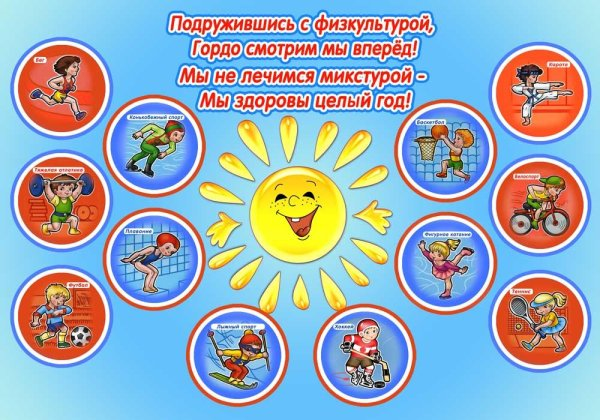 Подружившись с физкультурой,
Гордо смотрим мы вперёд!
Мы не лечимся микстурой –
Мы здоровы целый год!
Бег
Каратэ
Конькобежный спорт
Баскетбол
Тяжелая атлетика
Велоспорт
Плавание
Фигурное катание
Футбол
Теннис
Лыжный спорт
Хоккей